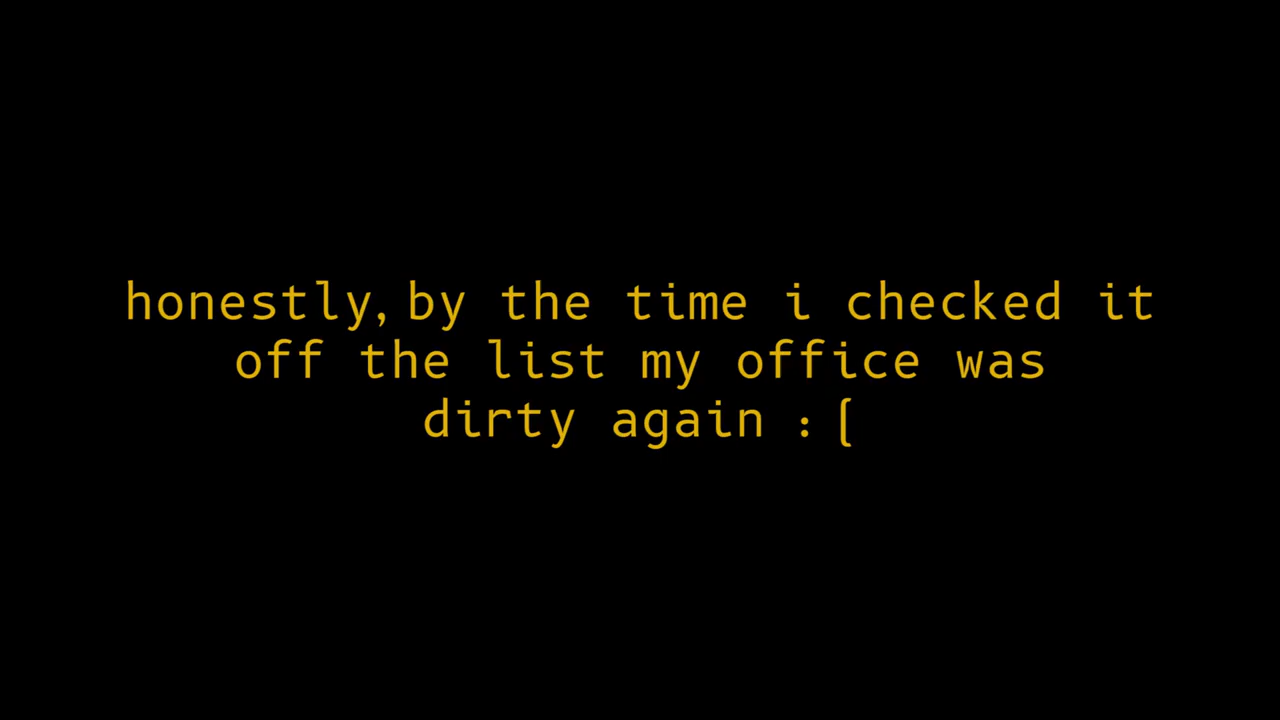 honestly, by the time i checked it
off the list my office was
dirty again :[